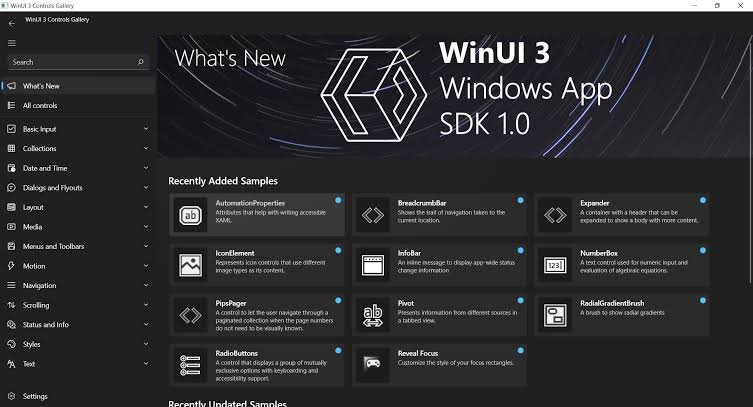 WinUI 3 Controls Gallery
WinUI 3 Controls Gallery
Search
What's New
All controls
Basic Input
Collections
Date and Time
Dialogs and Flyouts
Layout
Media
Menus and Toolbars
Motion
Navigation
Scrolling
Status and Info
Styles
Text
Settings
What's New
WinUI 3
Windows App
SDK 1.0
Recently Added Samples
AutomationProperties
Attributes that help with writing accessible
XAML.
BreadcrumbBar
Shows the trail of navigation taken to the
current location.
Expander
A container with a header that can be
expanded to show a body with more content.
IconElement
Represents icon controls that use different
image types as its content.
InfoBar
An inline message to display app-wide status
change information
123
NumberBox
A text control used for numeric input and
evaluation of algebraic equations.
PipsPager
A control to let the user navigate through a
paginated collection when the page numbers
do not need to be visually known.
ab
Pivot
Presents information from different sources in
a tabbed view.
RadialGradientBrush
A brush to show radial gradients
RadioButtons
A control that displays a group of mutually
exclusive options with keyboarding and
accessibility support.
Reveal Focus
Customize the style of your focus rectangles.
Recently Updated Samples